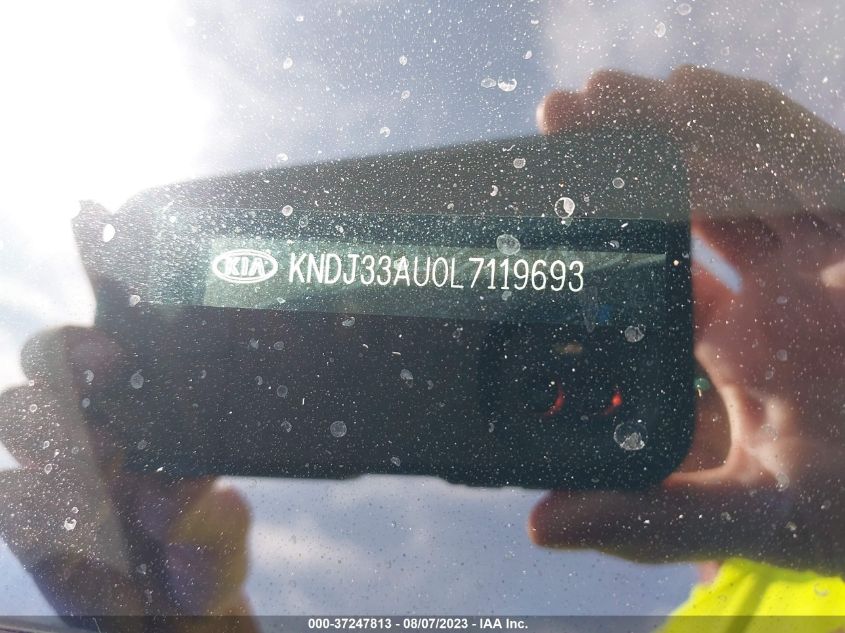 KIA KNDJ33AU0L7119693
000-37247813 - 08/07/2023 - IAA Inc.